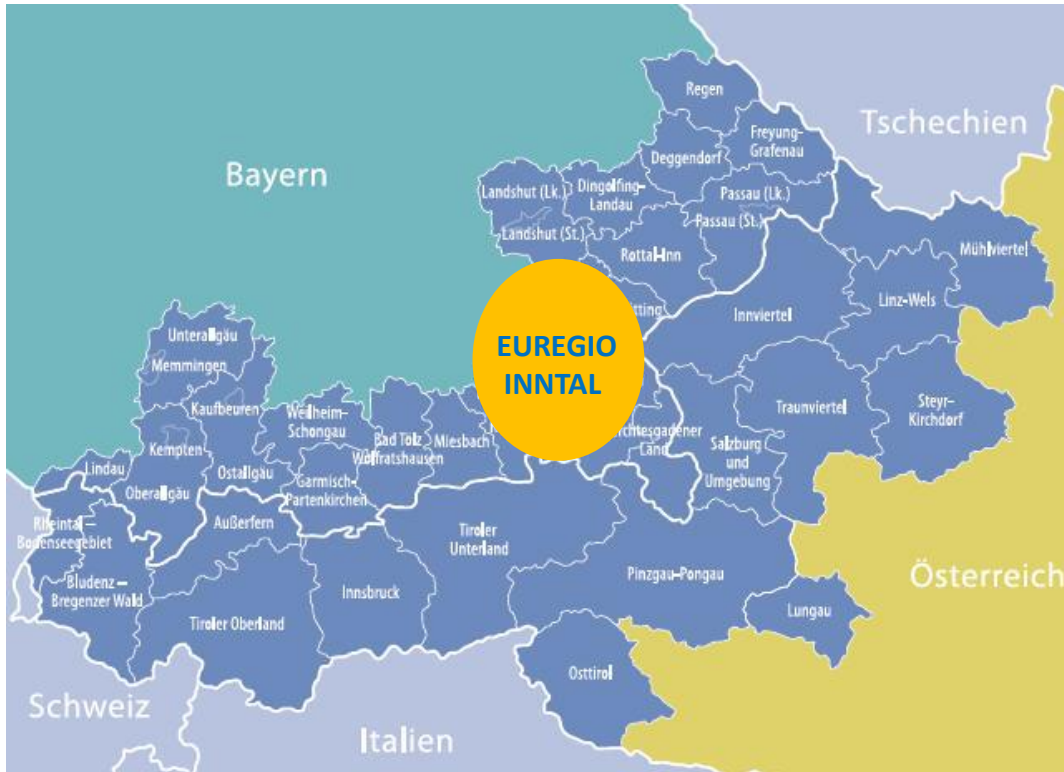 Regen
Tschechien
Freyung-
Grafenau
Deggendorf
Bayern
Landshut (Lk.)
Dingolfing-
Landau
Passau (Lk.)
Landshut (St.)
Passau (St.)
Rottal-Inn
Mühlviertel
Linz-Wels
Innviertel
Unterallgäu
EUREGIO
INNTAL
Memmingen
Kaufbeuren
Weilheim-
Schongau
Traunviertel
Steyr-
Kirchdorf
Kempten
Bad Tölz
Wolfratshausen
Miesbach
Land
Salzburg
und
Umgebung
Lindau
Ostallgäu
Garmisch-
Partenkirchen
Oberallgäu
Außerfern
Rheintal –
Bodenseegebiet
Tiroler
Unterland
Pinzgau-Pongau
Österreich
Bludenz –
Bregenzer Wald
Innsbruck
Tiroler Oberland
Lungau
Osttirol
Schweiz
Italien